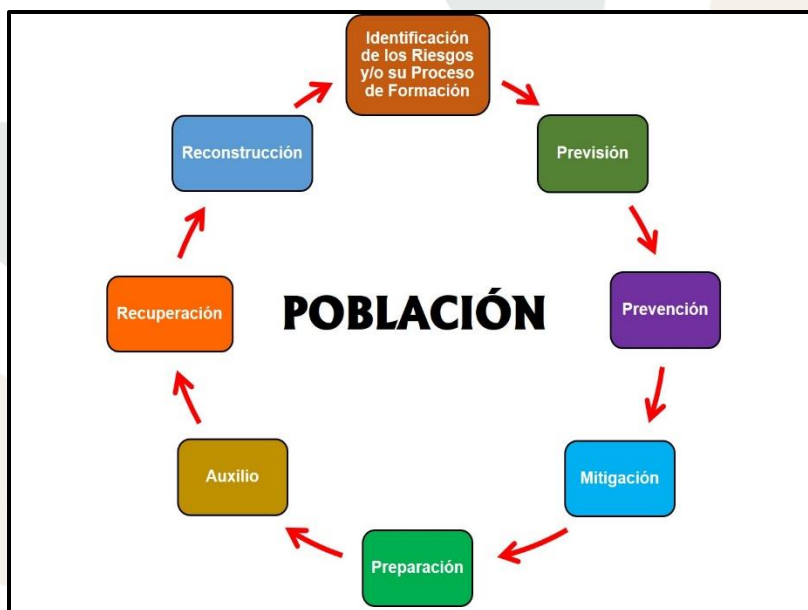 Identificación
de los Riesgos
y/o su Proceso
de Formación
Previsión
Prevención
Mitigación
Preparación
Auxilio
Recuperación
Reconstrucción
POBLACIÓN